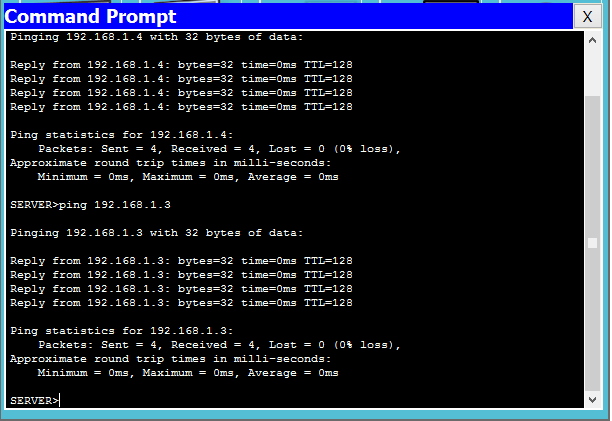 Command Prompt
X
Pinging 192.168.1.4 with 32 bytes of data:
Reply from 192.168.1.4: bytes=32 time=0ms TTL=128
Reply from 192.168.1.4: bytes=32 time=0ms TTL=128
Reply from 192.168.1.4: bytes=32 time=0ms TTL=128
Reply from 192.168.1.4: bytes=32 time=0ms TTL=128
Ping statistics for 192.168.1.4:
Packets: Sent = 4, Received = 4, Lost = 0 (0% loss),
Approximate round trip times in milli-seconds:
Minimum = 0ms, Maximum = 0ms, Average = 0ms
SERVER>ping 192.168.1.3
Pinging 192.168.1.3 with 32 bytes of data:
Reply from 192.168.1.3: bytes=32 time=0ms TTL=128
Reply from 192.168.1.3: bytes=32 time=0ms TTL=128
Reply from 192.168.1.3: bytes=32 time=0ms TTL=128
Reply from 192.168.1.3: bytes=32 time=0ms TTL=128
Ping statistics for 192.168.1.3:
Packets: Sent = 4, Received = 4, Lost = 0 (0% loss),
Approximate round trip times in milli-seconds:
Minimum = 0ms, Maximum = 0ms, Average = 0ms
SERVER>